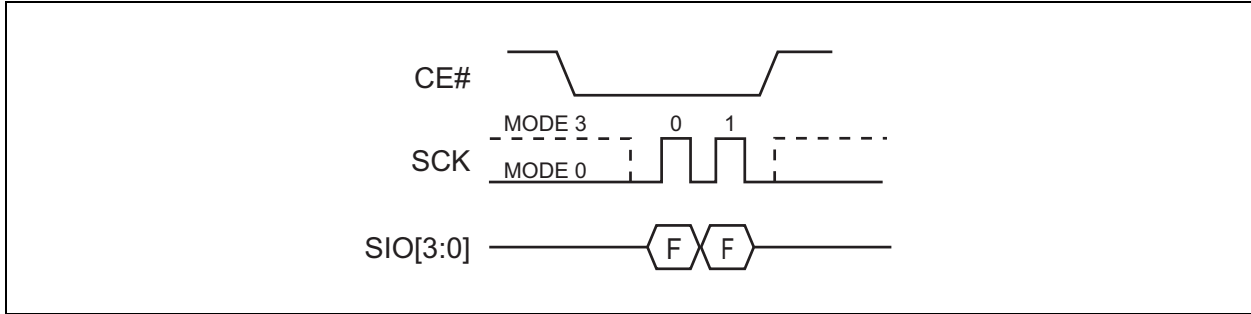 CE#
MODE 3 0 1
SCK
MODE 0
SIO[3:0] F F